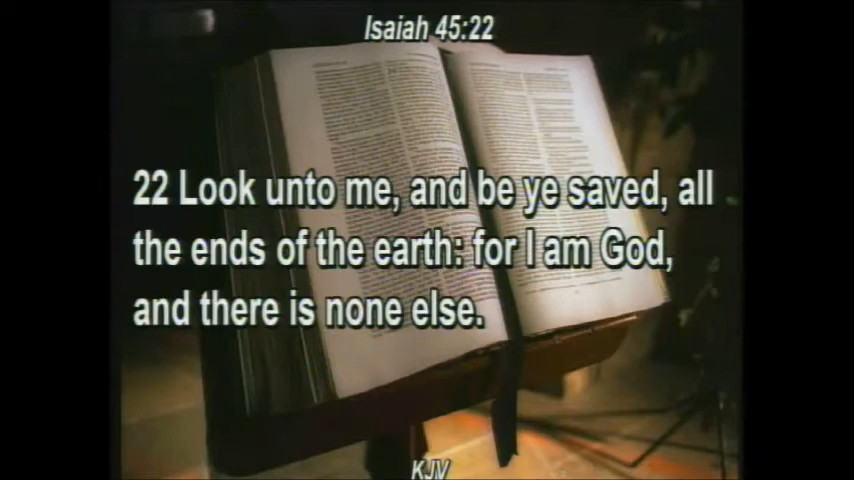 Isaiah 45:22
22 Look unto me, and be ye saved, all
the ends of the earth: for I am God,
and there is none else.
KJV